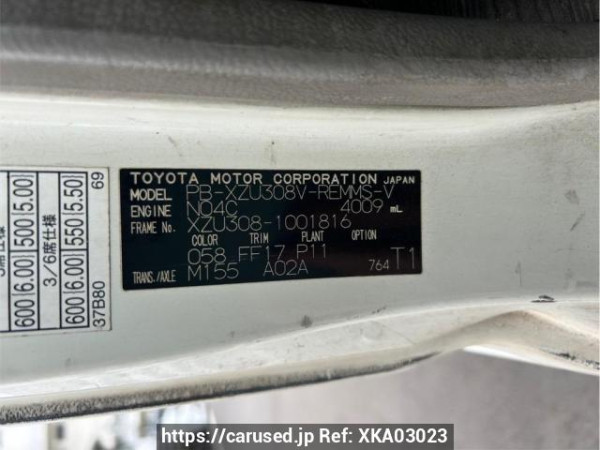 TOYOTA MOTOR CORPORATION JAPAN
MODEL PB-XZU308V-REMMS-V
ENGINE N04C 4009 mL
FRAME No. XZU308-1001816
COLOR TRIM PLANT OPTION
058 FF17 P11
TRANS./AXLE M155 A02A 764 T1
600 (6.00) 500 (5.00)
3/6席仕様
600 (6.00) 550 (5.50)
37B80 69
https://carused.jp Ref: XKA03023